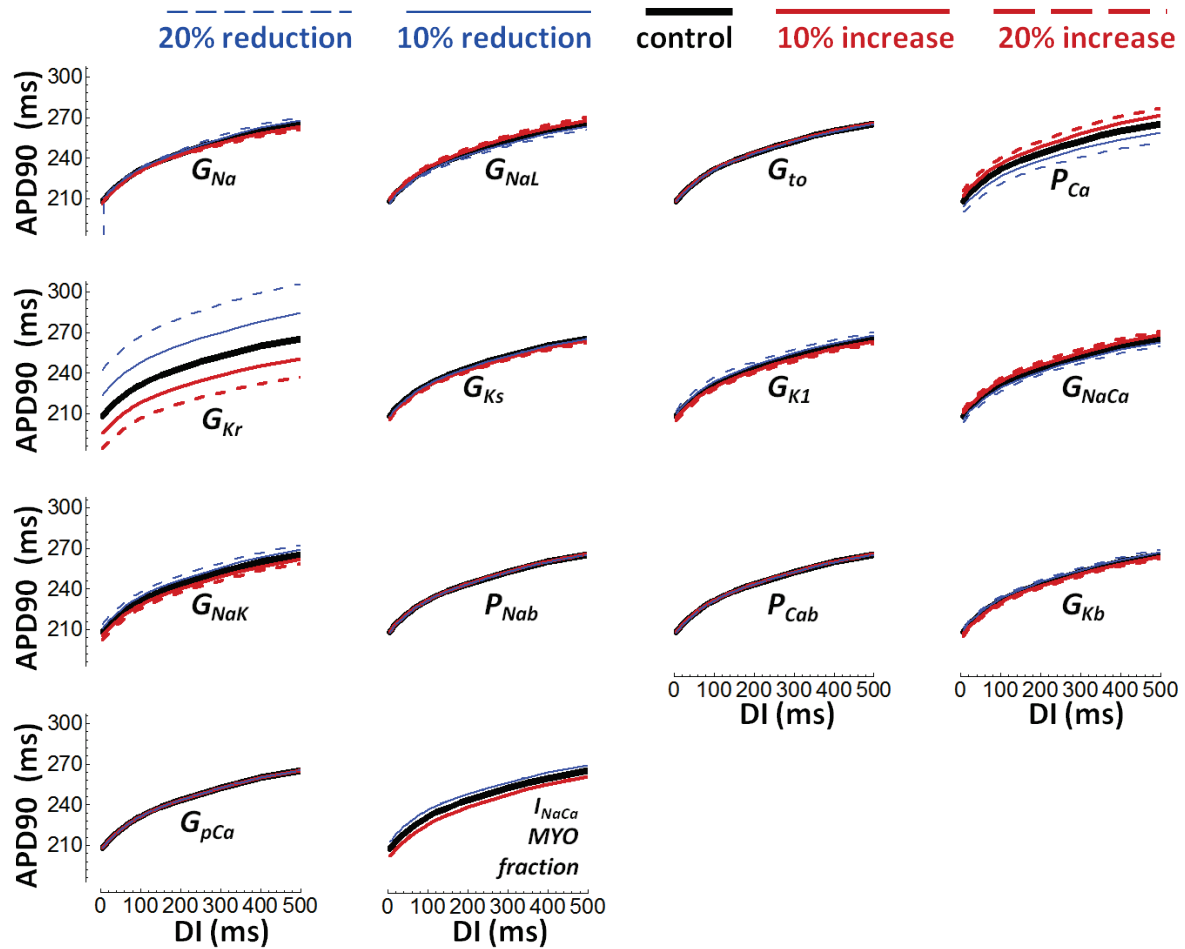 20% reduction 10% reduction control 10% increase 20% increase
APD90 (ms)
300
270
240
210
G_Na
G_NaL
G_to
P_Ca
APD90 (ms)
300
270
240
210
G_Kr
G_Ks
G_K1
G_NaCa
APD90 (ms)
300
270
240
210
G_NaK
P_Nab
P_Cab
G_Kb
0 100 200 300 400 500
DI (ms)
0 100 200 300 400 500
DI (ms)
APD90 (ms)
300
270
240
210
G_pCa
I_NaCa
MYO
fraction
0 100 200 300 400 500
DI (ms)
0 100 200 300 400 500
DI (ms)